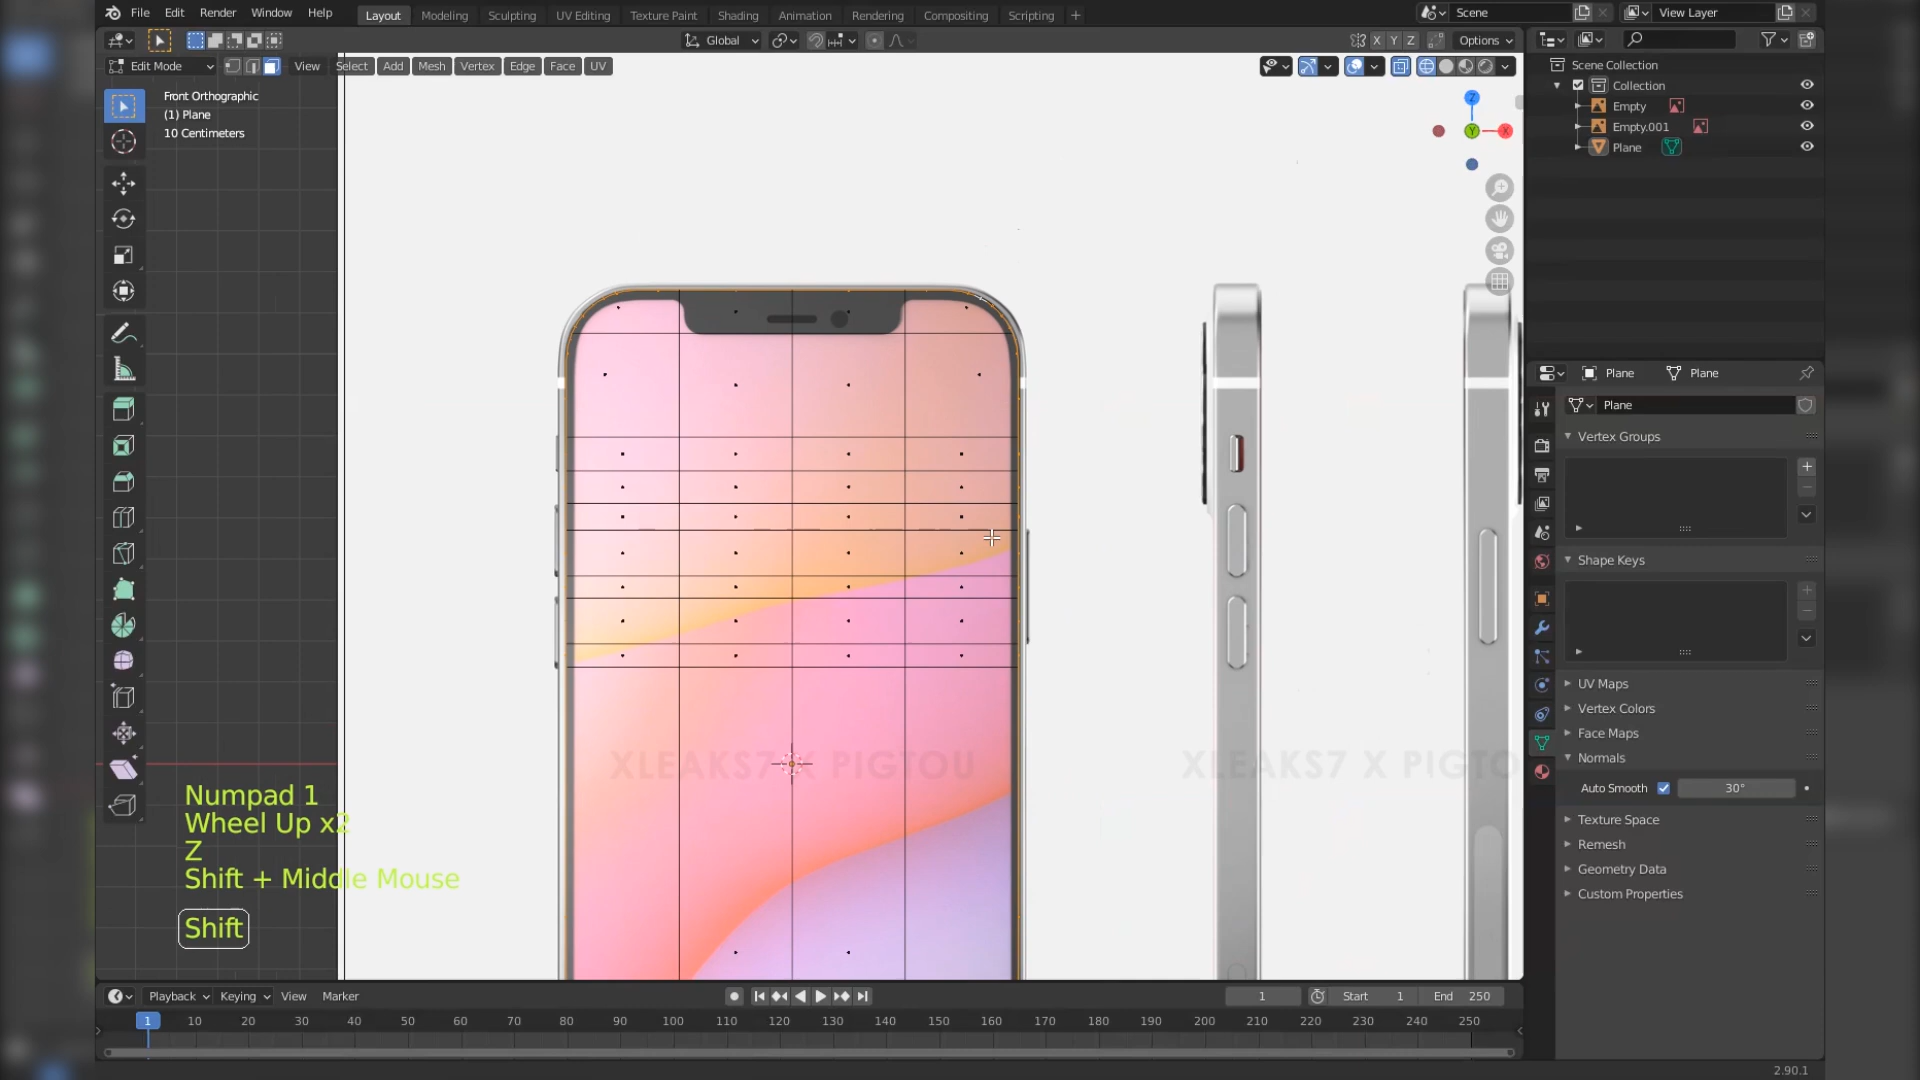 File Edit Render Window Help
Layout Modeling Sculpting UV Editing Texture Paint Shading Animation Rendering Compositing Scripting +
Scene
View Layer
Global
X Y Z
Options
Edit Mode
View Select Add Mesh Vertex Edge Face UV
Front Orthographic
(1) Plane
10 Centimeters
Z
Y
X
Scene Collection
Collection
Empty
Empty.001
Plane
Plane
Plane
Plane
Vertex Groups
Shape Keys
UV Maps
Vertex Colors
Face Maps
Normals
Auto Smooth
30°
Texture Space
Remesh
Geometry Data
Custom Properties
XLEAKS7 X PIGTOU
XLEAKS7 X PIGTO
Numpad 1
Wheel Up x2
Z
Shift + Middle Mouse
Shift
Playback Keying View Marker
1
Start 1
End 250
1 10 20 30 40 50 60 70 80 90 100 110 120 130 140 150 160 170 180 190 200 210 220 230 240 250
2.90.1